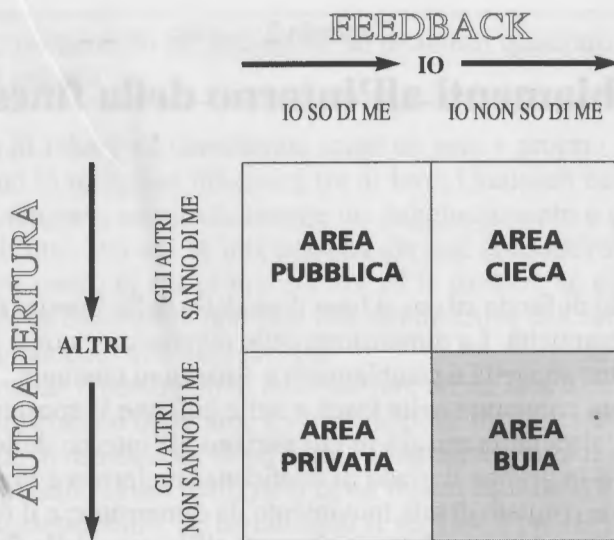 FEEDBACK
IO
IO SO DI ME
IO NON SO DI ME
AUTOAPERTURA
ALTRI
GLI ALTRI
SANNO DI ME
AREA
PUBBLICA
AREA
CIECA
GLI ALTRI
NON SANNO DI ME
AREA
PRIVATA
AREA
BUIA